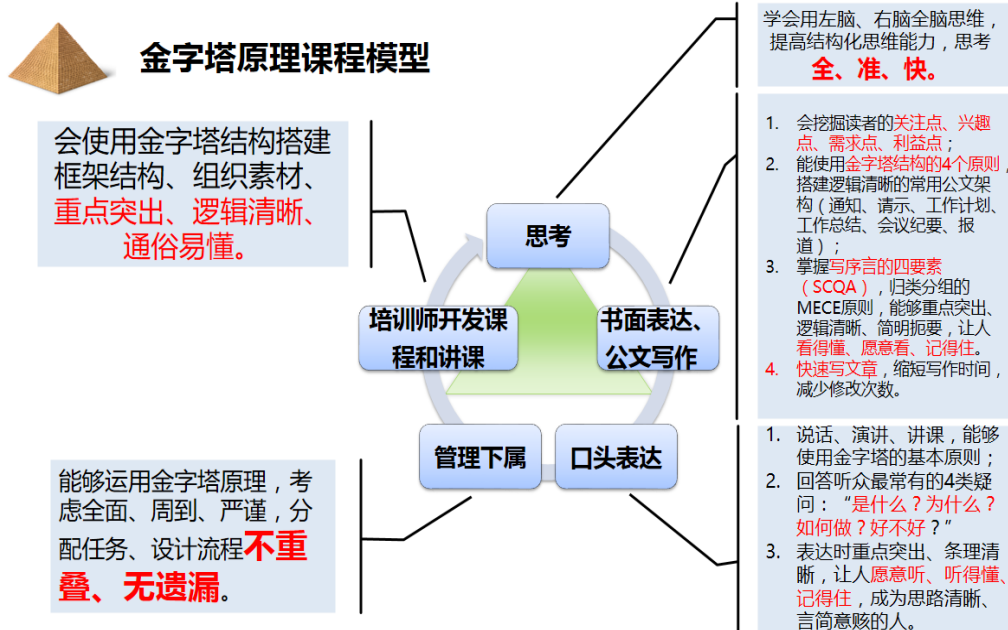 金字塔原理课程模型
学会用左脑、右脑全脑思维，
提高结构化思维能力，思考
全、准、快。
会使用金字塔结构搭建
框架结构、组织素材、
重点突出、逻辑清晰、
通俗易懂。
1. 会挖掘读者的关注点、兴趣
点、需求点、利益点；
2. 能使用金字塔结构的4个原则，
搭建逻辑清晰的常用公文架
构（通知、请示、工作计划、
工作总结、会议纪要、报
道）；
3. 掌握写序言的四要素
（SCQA），归类分组的
MECE原则，能够重点突出、
逻辑清晰、简明扼要，让人
看得懂、愿意看、记得住。
4. 快速写文章，缩短写作时间，
减少修改次数。
思考
培训师开发课
程和讲课
书面表达、
公文写作
管理下属
口头表达
能够运用金字塔原理，考
虑全面、周到、严谨，分
配任务、设计流程不重
叠、无遗漏。
1. 说话、演讲、讲课，能够
使用金字塔的基本原则；
2. 回答听众最常有的4类疑
问：“是什么？为什么？
如何做？好不好？”
3. 表达时重点突出、条理清
晰，让人愿意听、听得懂、
记得住，成为思路清晰、
言简意赅的人。